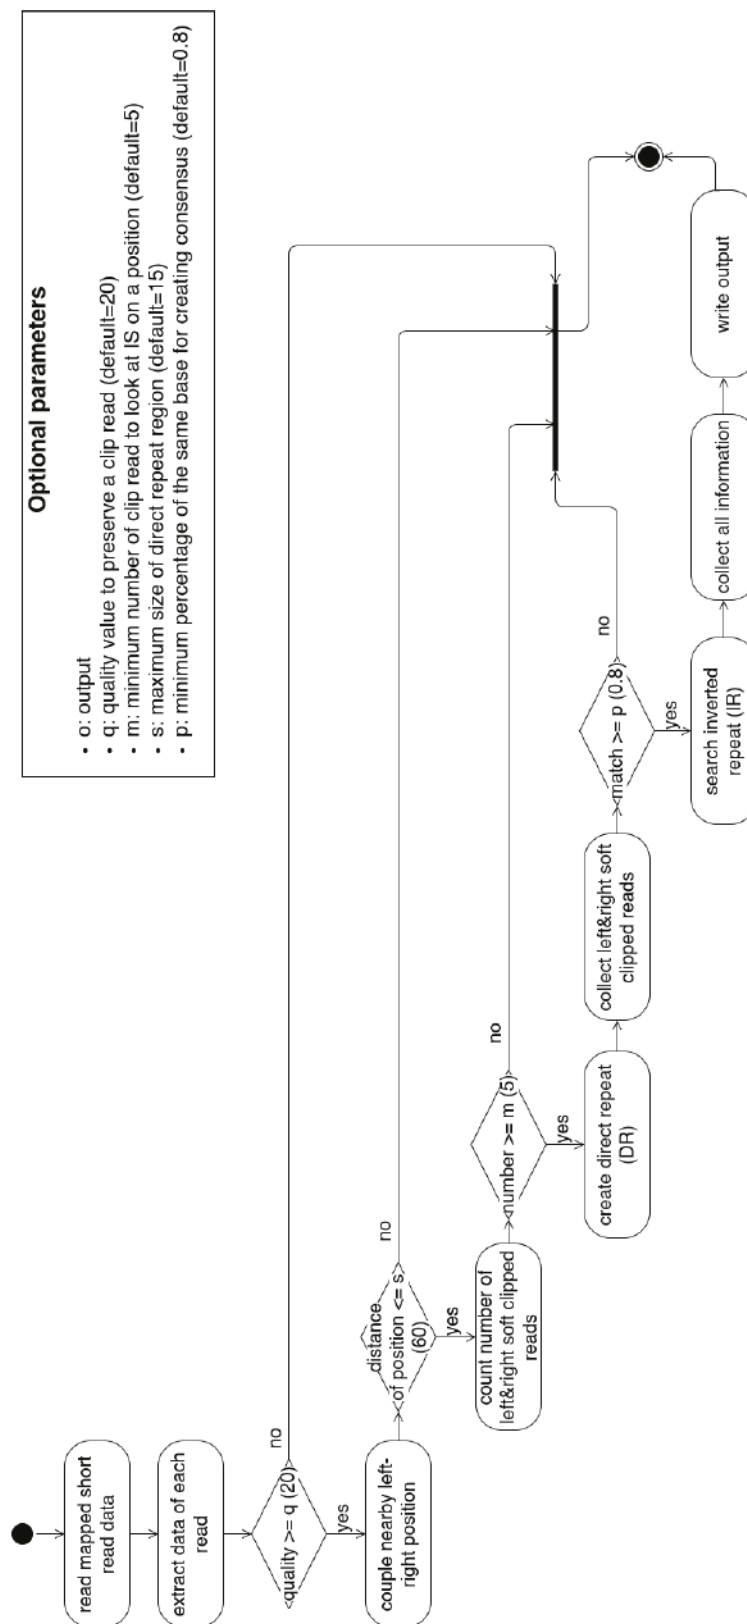 Optional parameters
• o: output
• q: quality value to preserve a clip read (default=20)
• m: minimum number of clip read to look at IS on a position (default=5)
• s: maximum size of direct repeat region (default=15)
• p: minimum percentage of the same base for creating consensus (default=0.8)
read mapped short
read data
extract data of each
read
quality >= q (20)
no
yes
couple nearby left-
right position
distance
of position <= s
(60)
no
yes
count number of
left&right soft clipped
reads
number >= m (5)
no
yes
create direct repeat
(DR)
collect left&right soft
clipped reads
match >= p (0.8)
no
yes
search inverted
repeat (IR)
collect all information
write output